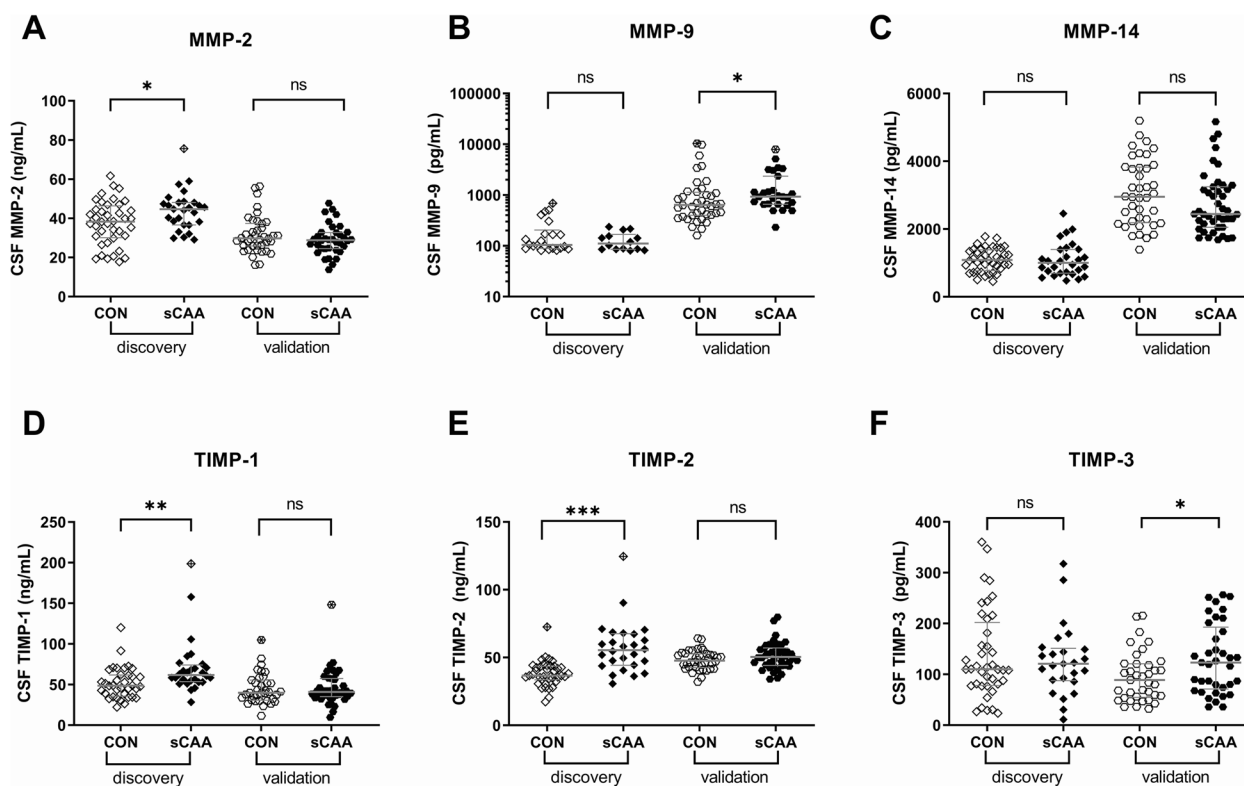 A
MMP-2
CSF MMP-2 (ng/mL)
100
80
60
40
20
0
*
ns
CON
sCAA
CON
sCAA
discovery
validation
B
MMP-9
CSF MMP-9 (pg/mL)
100000
10000
1000
100
10
ns
*
CON
sCAA
CON
sCAA
discovery
validation
C
MMP-14
CSF MMP-14 (pg/mL)
6000
4000
2000
0
ns
ns
CON
sCAA
CON
sCAA
discovery
validation
D
TIMP-1
CSF TIMP-1 (ng/mL)
250
200
150
100
50
0
**
ns
CON
sCAA
CON
sCAA
discovery
validation
E
TIMP-2
CSF TIMP-2 (ng/mL)
150
100
50
0
***
ns
CON
sCAA
CON
sCAA
discovery
validation
F
TIMP-3
CSF TIMP-3 (pg/mL)
400
300
200
100
0
ns
*
CON
sCAA
CON
sCAA
discovery
validation